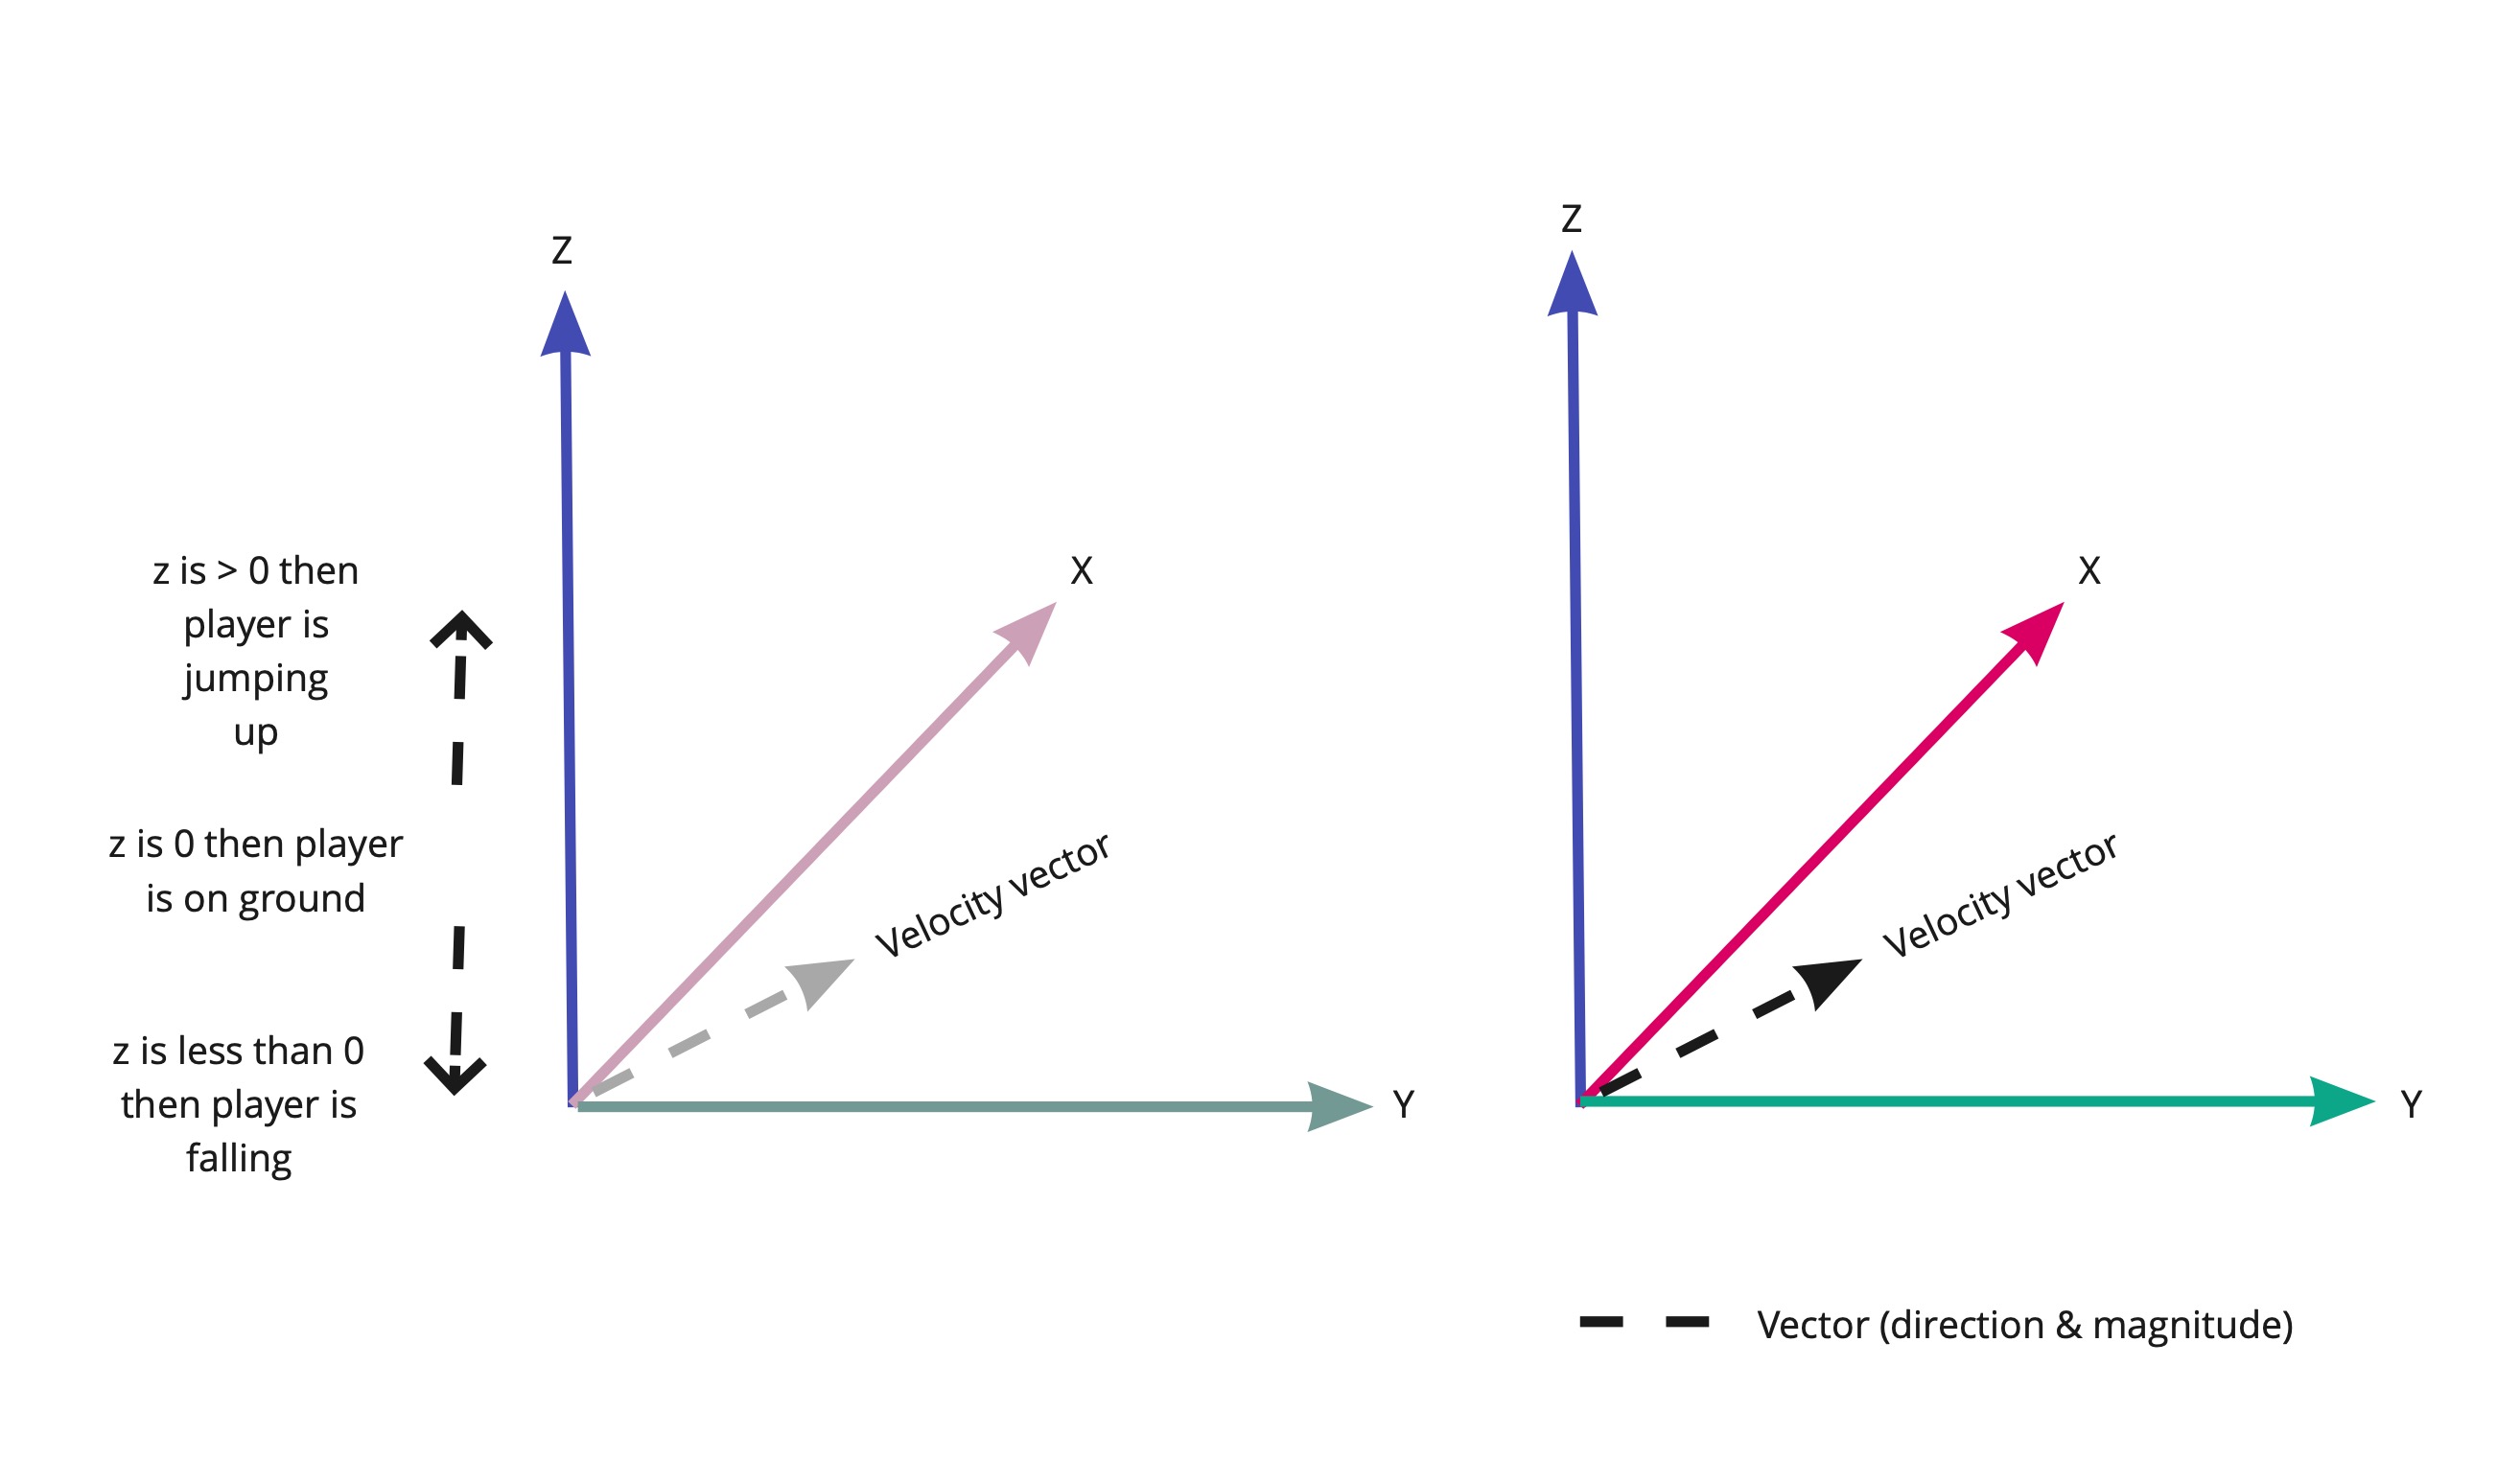 z
z is > 0 then
player is
jumping
up
z is 0 then player
is on ground
z is less than 0
then player is
falling
X
Velocity vector
Y
z
X
Velocity vector
Y
Vector (direction & magnitude)